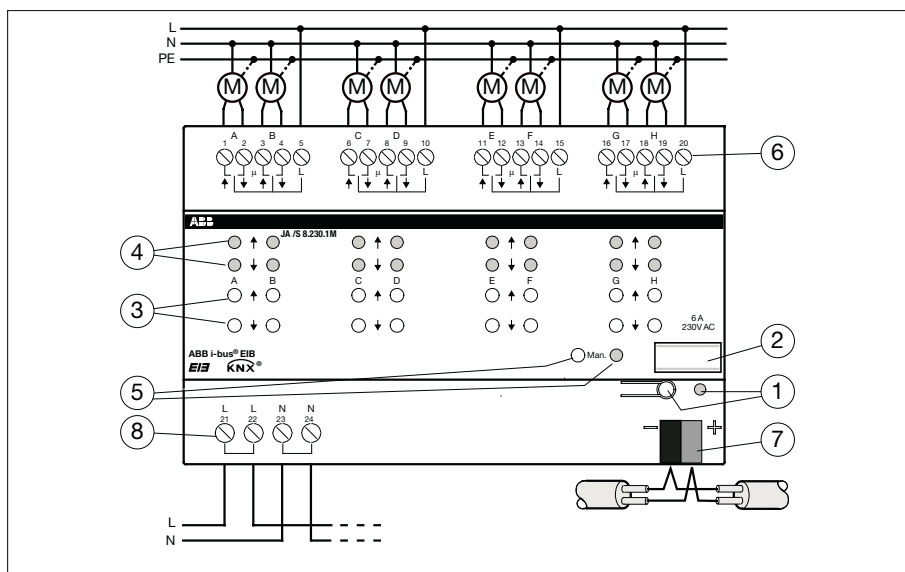 L
N
PE
M M M M M M M M
A B C D E F G H
1 2 3 4 5 6 7 8 9 10 11 12 13 14 15 16 17 18 19 20
6
µ L µ L µ L µ L
ABB
JA /S 8.230.1M
4
A B C D E F G H
3
6 A
230V AC
2
ABB i-bus® EIB
EIB KNX®
Man.
5
1
L L N N
21 22 23 24
8
− +
7
L
N